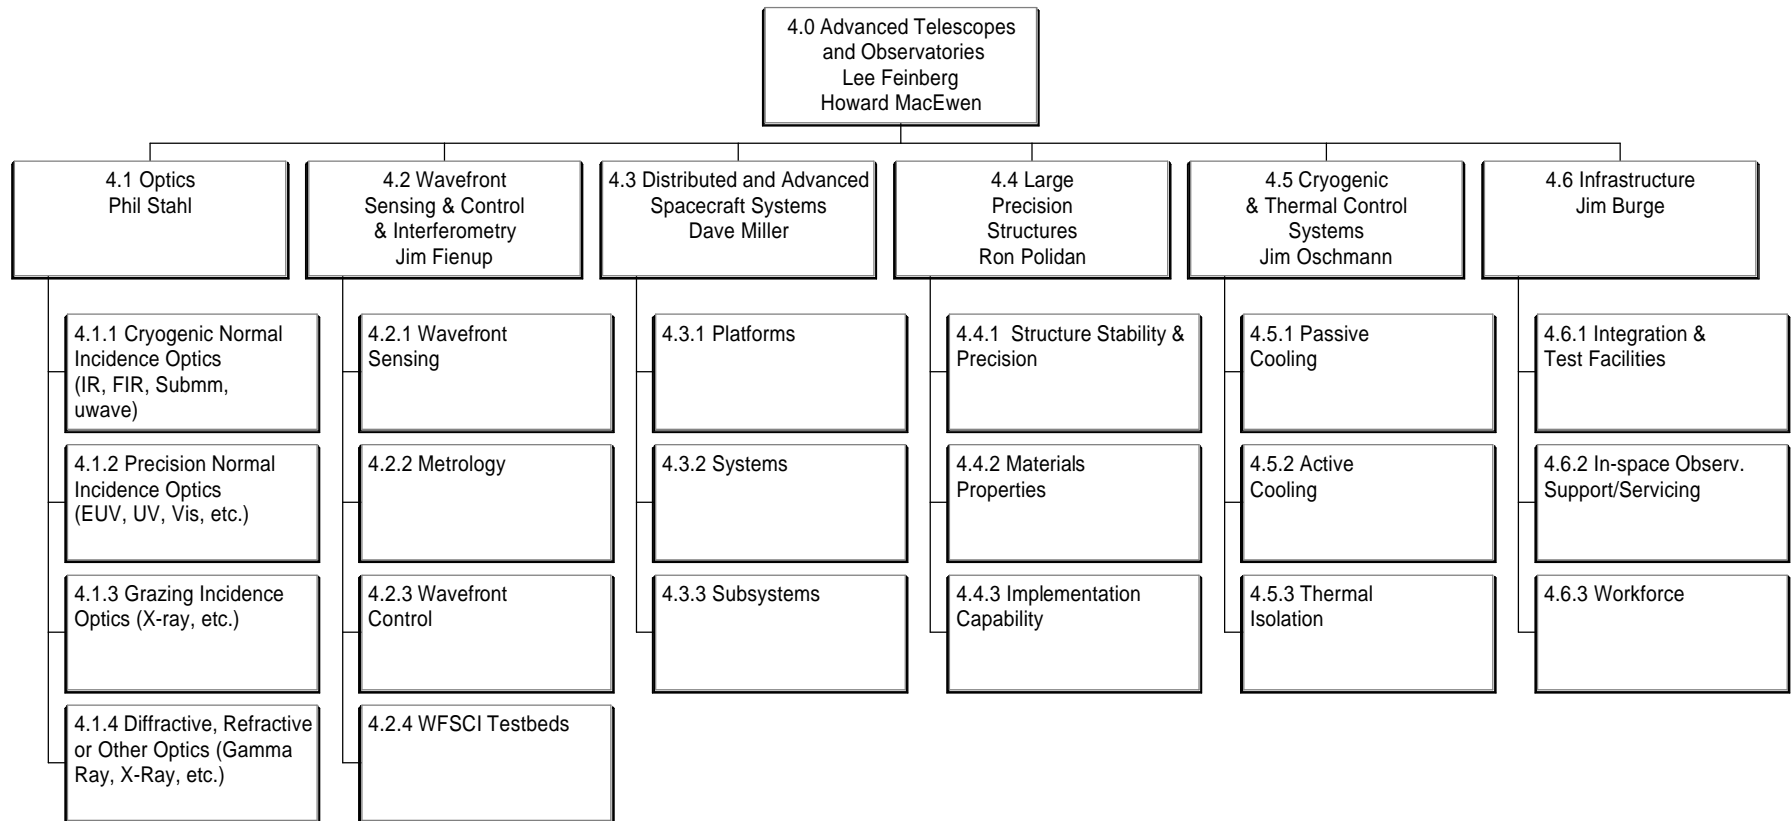 4.0 Advanced Telescopes
and Observatories
Lee Feinberg
Howard MacEwen
4.1 Optics
Phil Stahl
4.2 Wavefront
Sensing & Control
& Interferometry
Jim Fienup
4.3 Distributed and Advanced
Spacecraft Systems
Dave Miller
4.4 Large
Precision
Structures
Ron Polidan
4.5 Cryogenic
& Thermal Control
Systems
Jim Oschmann
4.6 Infrastructure
Jim Burge
4.1.1 Cryogenic Normal
Incidence Optics
(IR, FIR, Submm,
uwave)
4.1.2 Precision Normal
Incidence Optics
(EUV, UV, Vis, etc.)
4.1.3 Grazing Incidence
Optics (X-ray, etc.)
4.1.4 Diffractive, Refractive
or Other Optics (Gamma
Ray, X-Ray, etc.)
4.2.1 Wavefront
Sensing
4.2.2 Metrology
4.2.3 Wavefront
Control
4.2.4 WFSCI Testbeds
4.3.1 Platforms
4.3.2 Systems
4.3.3 Subsystems
4.4.1 Structure Stability &
Precision
4.4.2 Materials
Properties
4.4.3 Implementation
Capability
4.5.1 Passive
Cooling
4.5.2 Active
Cooling
4.5.3 Thermal
Isolation
4.6.1 Integration &
Test Facilities
4.6.2 In-space Observ.
Support/Servicing
4.6.3 Workforce